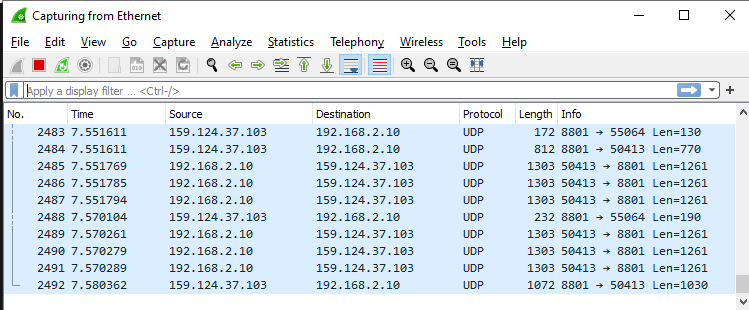 Capturing from Ethernet
File Edit View Go Capture Analyze Statistics Telephony Wireless Tools Help
Apply a display filter ... <Ctrl-/>
No. Time Source Destination Protocol Length Info
2483 7.551611 159.124.37.103 192.168.2.10 UDP 172 8801 → 55064 Len=130
2484 7.551611 159.124.37.103 192.168.2.10 UDP 812 8801 → 50413 Len=770
2485 7.551769 192.168.2.10 159.124.37.103 UDP 1303 50413 → 8801 Len=1261
2486 7.551785 192.168.2.10 159.124.37.103 UDP 1303 50413 → 8801 Len=1261
2487 7.551794 192.168.2.10 159.124.37.103 UDP 1303 50413 → 8801 Len=1261
2488 7.570104 159.124.37.103 192.168.2.10 UDP 232 8801 → 55064 Len=190
2489 7.570261 192.168.2.10 159.124.37.103 UDP 1303 50413 → 8801 Len=1261
2490 7.570279 192.168.2.10 159.124.37.103 UDP 1303 50413 → 8801 Len=1261
2491 7.570289 192.168.2.10 159.124.37.103 UDP 1303 50413 → 8801 Len=1261
2492 7.580362 159.124.37.103 192.168.2.10 UDP 1072 8801 → 50413 Len=1030